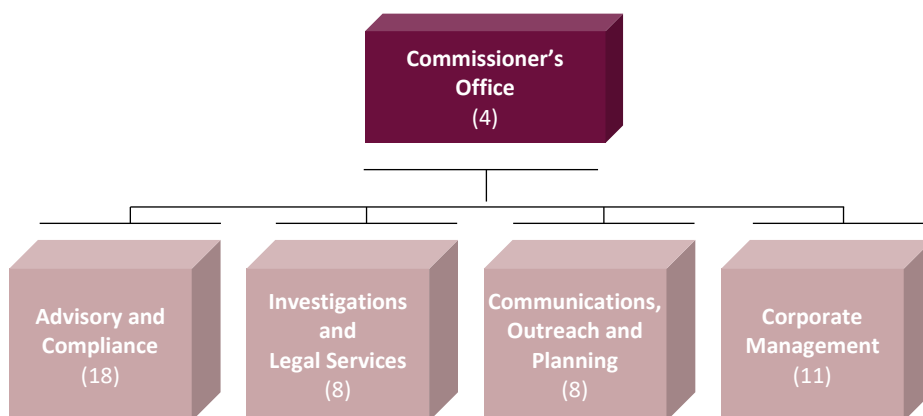 Commissioner’s
Office
(4)
Advisory and
Compliance
(18)
Investigations
and
Legal Services
(8)
Communications,
Outreach and
Planning
(8)
Corporate
Management
(11)